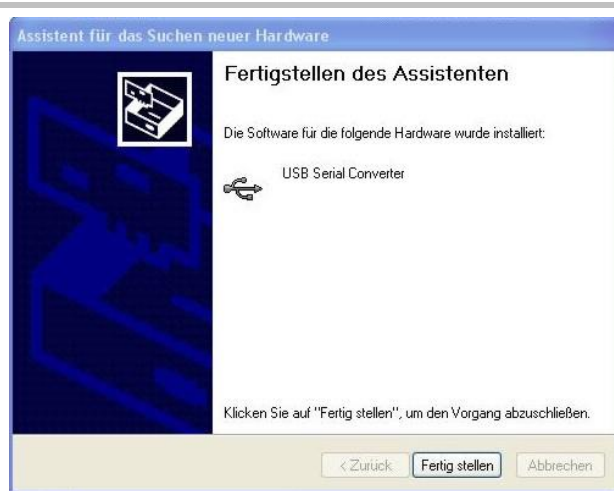 Assistent für das Suchen neuer Hardware
Fertigstellen des Assistenten
Die Software für die folgende Hardware wurde installiert:
USB Serial Converter
Klicken Sie auf "Fertig stellen", um den Vorgang abzuschließen.
< Zurück Fertig stellen Abbrechen